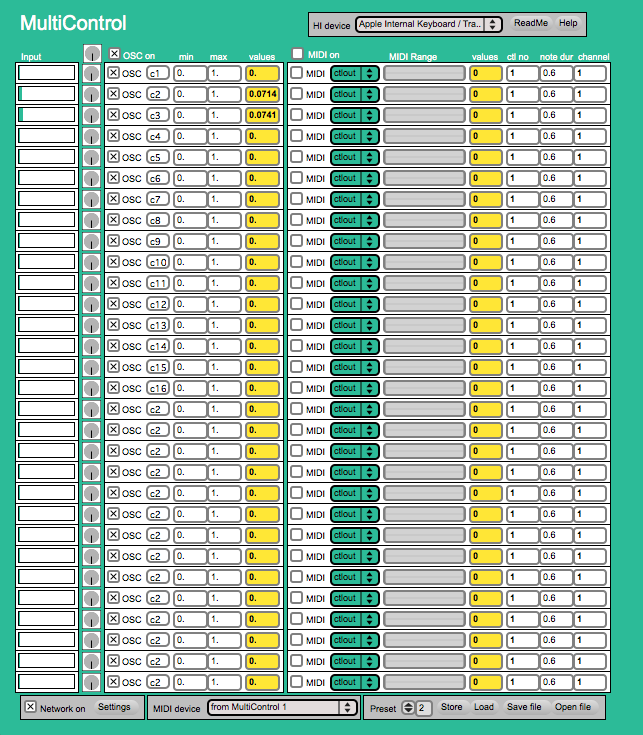 MultiControl
HI device Apple Internal Keyboard / Tra.. ReadMe Help
Input OSC on min max values MIDI on MIDI Range values ctl no note dur channel
OSC c1 0. 1. 0. MIDI ctlout 0 1 0.6 1
OSC c2 0. 1. 0.0714 MIDI ctlout 0 1 0.6 1
OSC c3 0. 1. 0.0741 MIDI ctlout 0 1 0.6 1
OSC c4 0. 1. 0. MIDI ctlout 0 1 0.6 1
OSC c5 0. 1. 0. MIDI ctlout 0 1 0.6 1
OSC c6 0. 1. 0. MIDI ctlout 0 1 0.6 1
OSC c7 0. 1. 0. MIDI ctlout 0 1 0.6 1
OSC c8 0. 1. 0. MIDI ctlout 0 1 0.6 1
OSC c9 0. 1. 0. MIDI ctlout 0 1 0.6 1
OSC c10 0. 1. 0. MIDI ctlout 0 1 0.6 1
OSC c11 0. 1. 0. MIDI ctlout 0 1 0.6 1
OSC c12 0. 1. 0. MIDI ctlout 0 1 0.6 1
OSC c13 0. 1. 0. MIDI ctlout 0 1 0.6 1
OSC c14 0. 1. 0. MIDI ctlout 0 1 0.6 1
OSC c15 0. 1. 0. MIDI ctlout 0 1 0.6 1
OSC c16 0. 1. 0. MIDI ctlout 0 1 0.6 1
OSC c2 0. 1. 0. MIDI ctlout 0 1 0.6 1
OSC c2 0. 1. 0. MIDI ctlout 0 1 0.6 1
OSC c2 0. 1. 0. MIDI ctlout 0 1 0.6 1
OSC c2 0. 1. 0. MIDI ctlout 0 1 0.6 1
OSC c2 0. 1. 0. MIDI ctlout 0 1 0.6 1
OSC c2 0. 1. 0. MIDI ctlout 0 1 0.6 1
OSC c2 0. 1. 0. MIDI ctlout 0 1 0.6 1
OSC c2 0. 1. 0. MIDI ctlout 0 1 0.6 1
OSC c2 0. 1. 0. MIDI ctlout 0 1 0.6 1
OSC c2 0. 1. 0. MIDI ctlout 0 1 0.6 1
OSC c2 0. 1. 0. MIDI ctlout 0 1 0.6 1
OSC c2 0. 1. 0. MIDI ctlout 0 1 0.6 1
OSC c2 0. 1. 0. MIDI ctlout 0 1 0.6 1
OSC c2 0. 1. 0. MIDI ctlout 0 1 0.6 1
Network on Settings MIDI device from MultiControl 1 Preset 2 Store Load Save file Open file